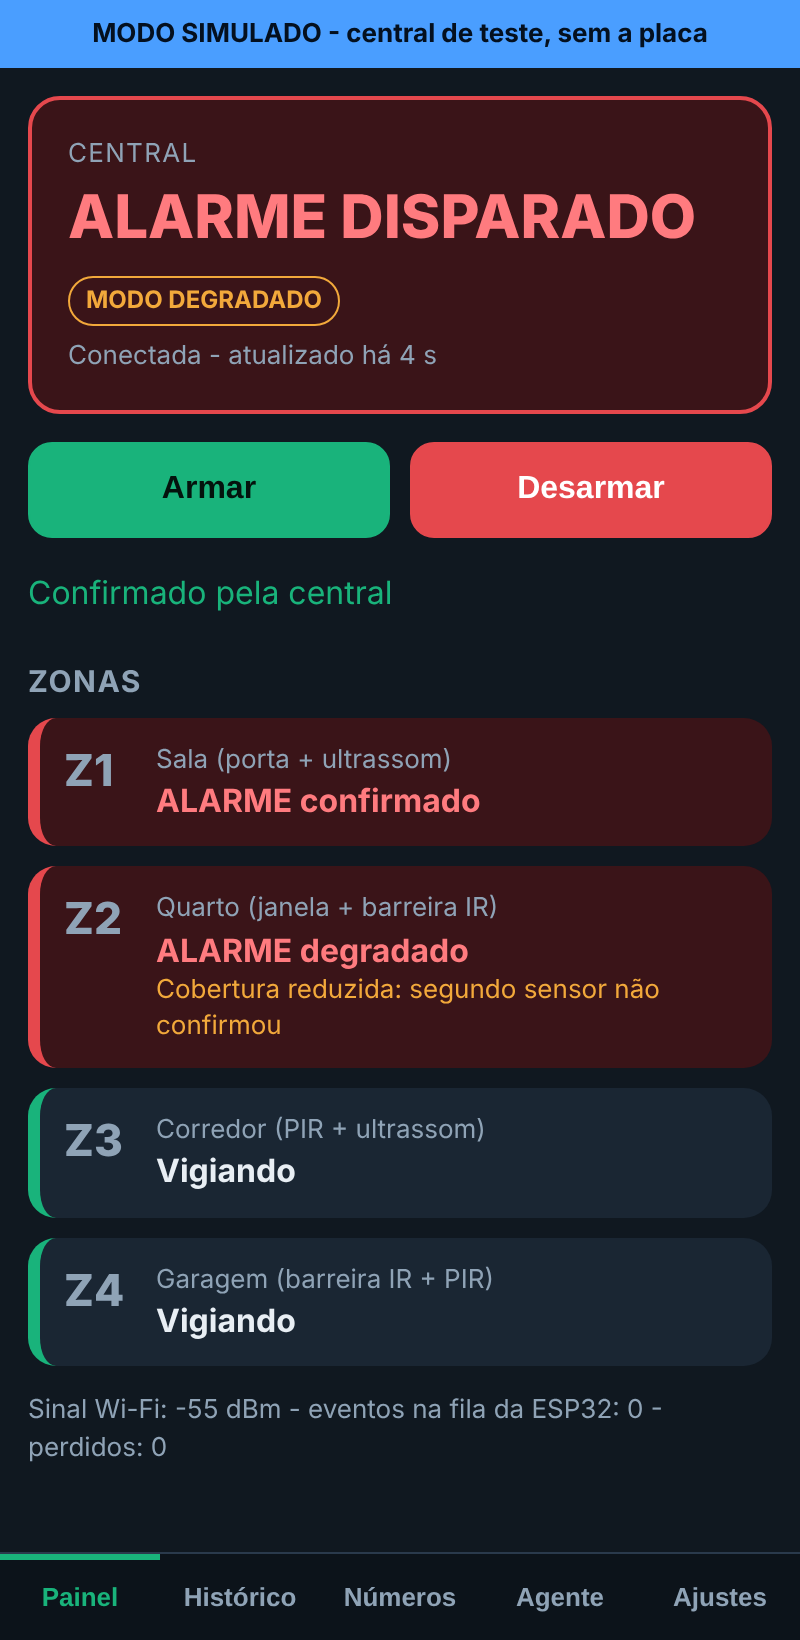 MODO SIMULADO - central de teste, sem a placa
CENTRAL
ALARME DISPARADO
MODO DEGRADADO
Conectada - atualizado há 4 s
Armar
Desarmar
Confirmado pela central
ZONAS
Z1
Sala (porta + ultrassom)
ALARME confirmado
Z2
Quarto (janela + barreira IR)
ALARME degradado
Cobertura reduzida: segundo sensor não
confirmou
Z3
Corredor (PIR + ultrassom)
Vigiando
Z4
Garagem (barreira IR + PIR)
Vigiando
Sinal Wi-Fi: -55 dBm - eventos na fila da ESP32: 0 -
perdidos: 0
Painel
Histórico
Números
Agente
Ajustes